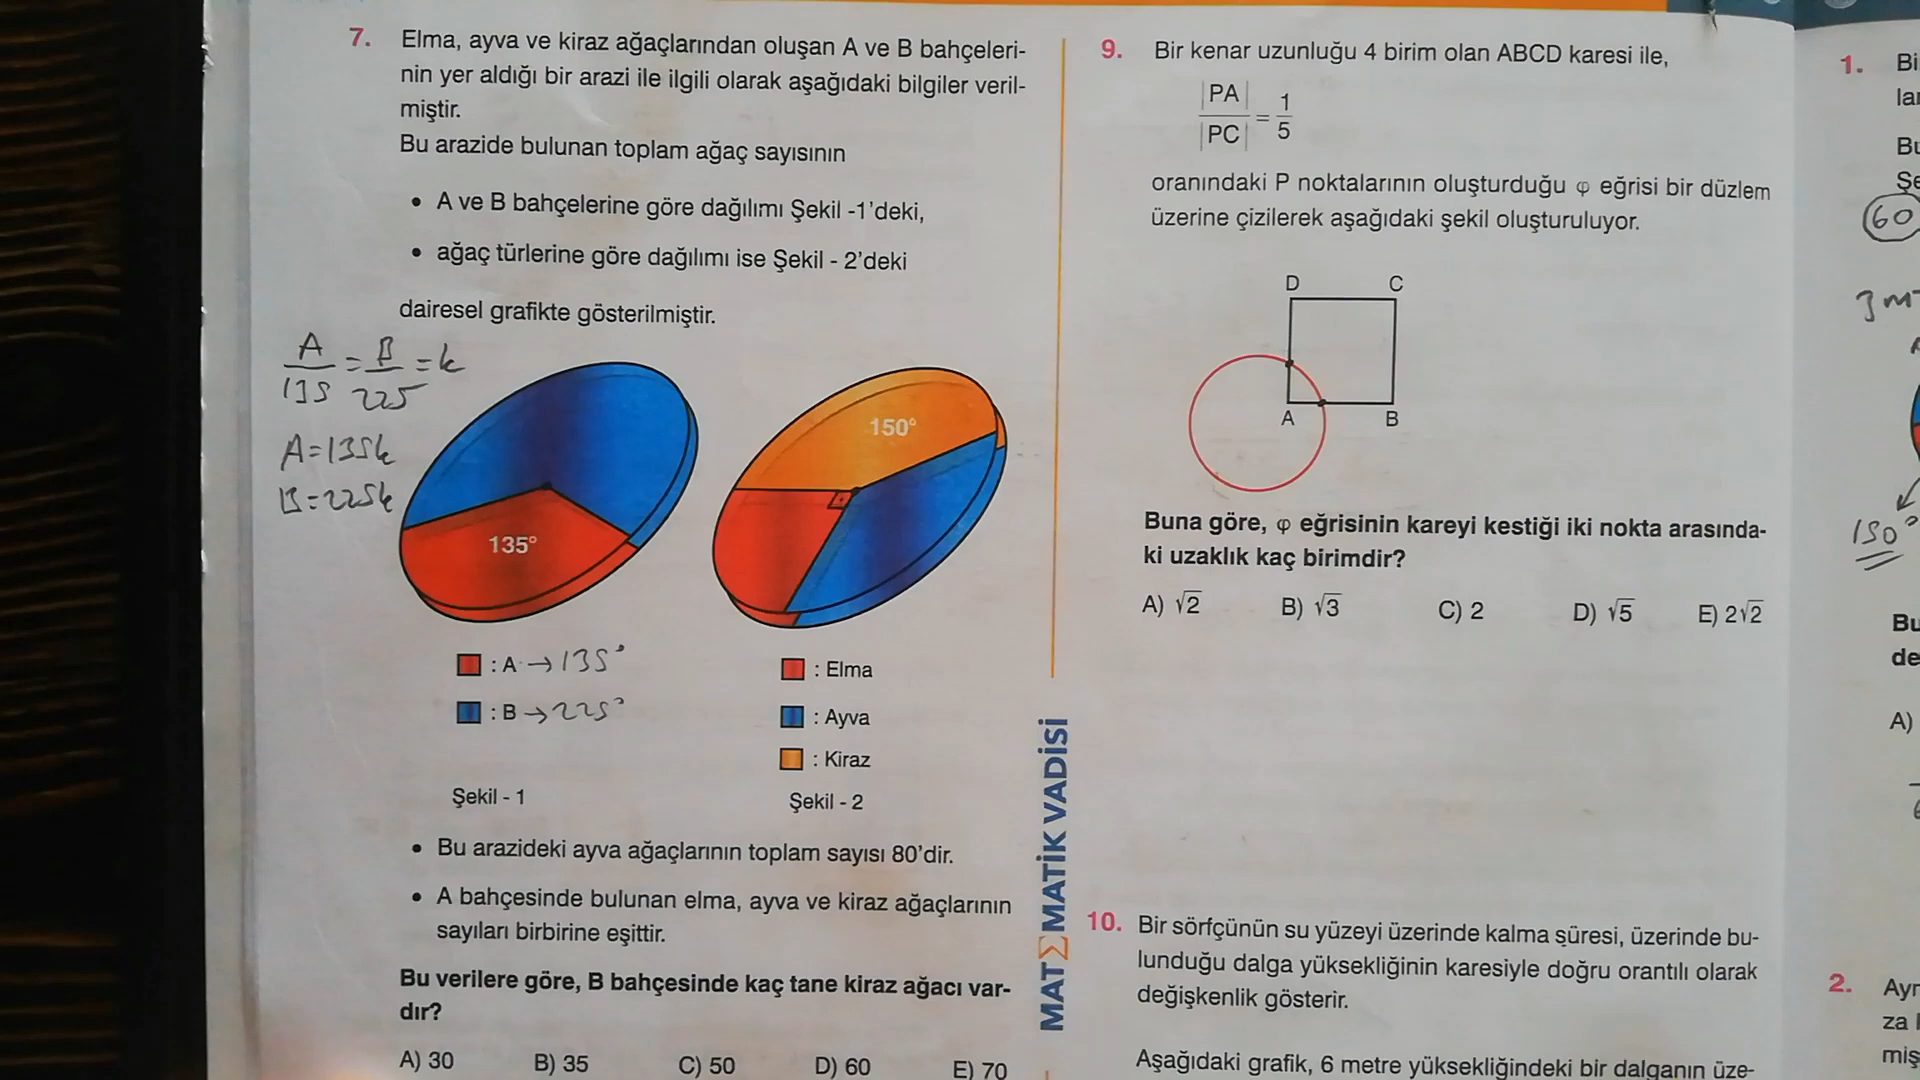 7. Elma, ayva ve kiraz ağaçlarından oluşan A ve B bahçeleri-
nin yer aldığı bir arazi ile ilgili olarak aşağıdaki bilgiler veril-
miştir.
Bu arazide bulunan toplam ağaç sayısının
• A ve B bahçelerine göre dağılımı Şekil -1'deki,
• ağaç türlerine göre dağılımı ise Şekil - 2'deki
dairesel grafikte gösterilmiştir.
A/135 = B/225 = k
A=135k
B=225k
135°
150°
: A → 135°
: B → 225°
Şekil - 1
: Elma
: Ayva
: Kiraz
Şekil - 2
• Bu arazideki ayva ağaçlarının toplam sayısı 80'dir.
• A bahçesinde bulunan elma, ayva ve kiraz ağaçlarının
sayıları birbirine eşittir.
Bu verilere göre, B bahçesinde kaç tane kiraz ağacı var-
dır?
A) 30 B) 35 C) 50 D) 60 E) 70
MATΣMATİK VADİSİ
9. Bir kenar uzunluğu 4 birim olan ABCD karesi ile,
|PA|/|PC| = 1/5
oranındaki P noktalarının oluşturduğu φ eğrisi bir düzlem
üzerine çizilerek aşağıdaki şekil oluşturuluyor.
D C
A B
Buna göre, φ eğrisinin kareyi kestiği iki nokta arasında-
ki uzaklık kaç birimdir?
A) √2 B) √3 C) 2 D) √5 E) 2√2
10. Bir sörfçünün su yüzeyi üzerinde kalma süresi, üzerinde bu-
lunduğu dalga yüksekliğinin karesiyle doğru orantılı olarak
değişkenlik gösterir.
Aşağıdaki grafik, 6 metre yüksekliğindeki bir dalganın üze-
1. Bi
Bu
Şe
60
150°
Bu
de
A)
2. Ayr
za
miş